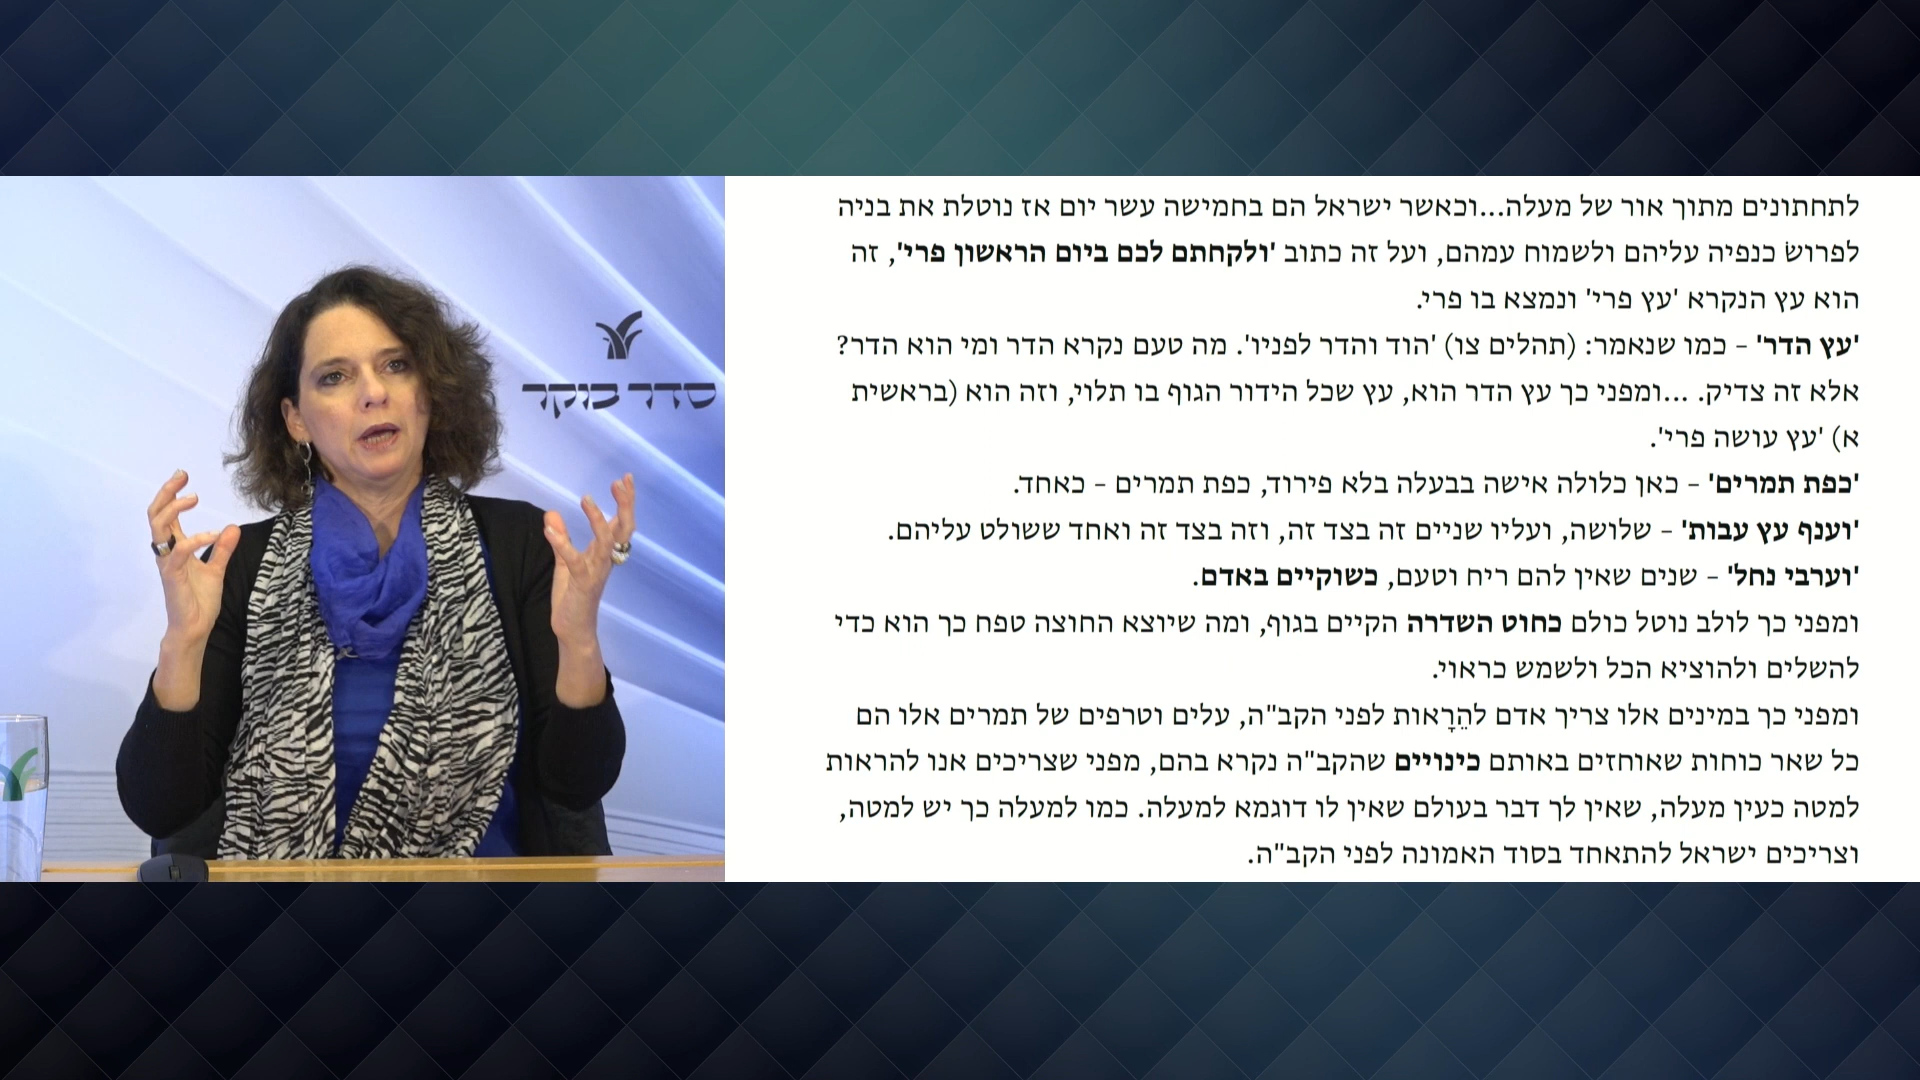 סדר בוקר
לתחתונים מתוך אור של מעלה...וכאשר ישראל הם בחמישה עשר יום אז נוטלת את בניה
לפרושׂ כנפיה עליהם ולשמוח עמהם, ועל זה כתוב 'ולקחתם לכם ביום הראשון פרי', זה
הוא עץ הנקרא 'עץ פרי' ונמצא בו פרי.
'עץ הדר' – כמו שנאמר: (תהלים צו) 'הוד והדר לפניו'. מה טעם נקרא הדר ומי הוא הדר?
אלא זה צדיק. ...ומפני כך עץ הדר הוא, עץ שכל הידור הגוף בו תלוי, וזה הוא (בראשית
א) 'עץ עושה פרי'.
'כפת תמרים' – כאן כלולה אישה בבעלה בלא פירוד, כפת תמרים – כאחד.
'וענף עץ עבות' – שלושה, ועליו שניים זה בצד זה, וזה בצד זה ואחד ששולט עליהם.
'וערבי נחל' – שנים שאין להם ריח וטעם, כשוקיים באדם.
ומפני כך לולב נוטל כולם כחוט השדרה הקיים בגוף, ומה שיוצא החוצה טפח כך הוא כדי
להשלים ולהוציא הכל ולשמש כראוי.
ומפני כך במינים אלו צריך אדם להֵרָאות לפני הקב"ה, עלים וטרפים של תמרים אלו הם
כל שאר כוחות שאוחזים באותם כינויים שהקב"ה נקרא בהם, מפני שצריכים אנו להראות
למטה כעין מעלה, שאין לך דבר בעולם שאין לו דוגמא למעלה. כמו למעלה כך יש למטה,
וצריכים ישראל להתאחד בסוד האמונה לפני הקב"ה.